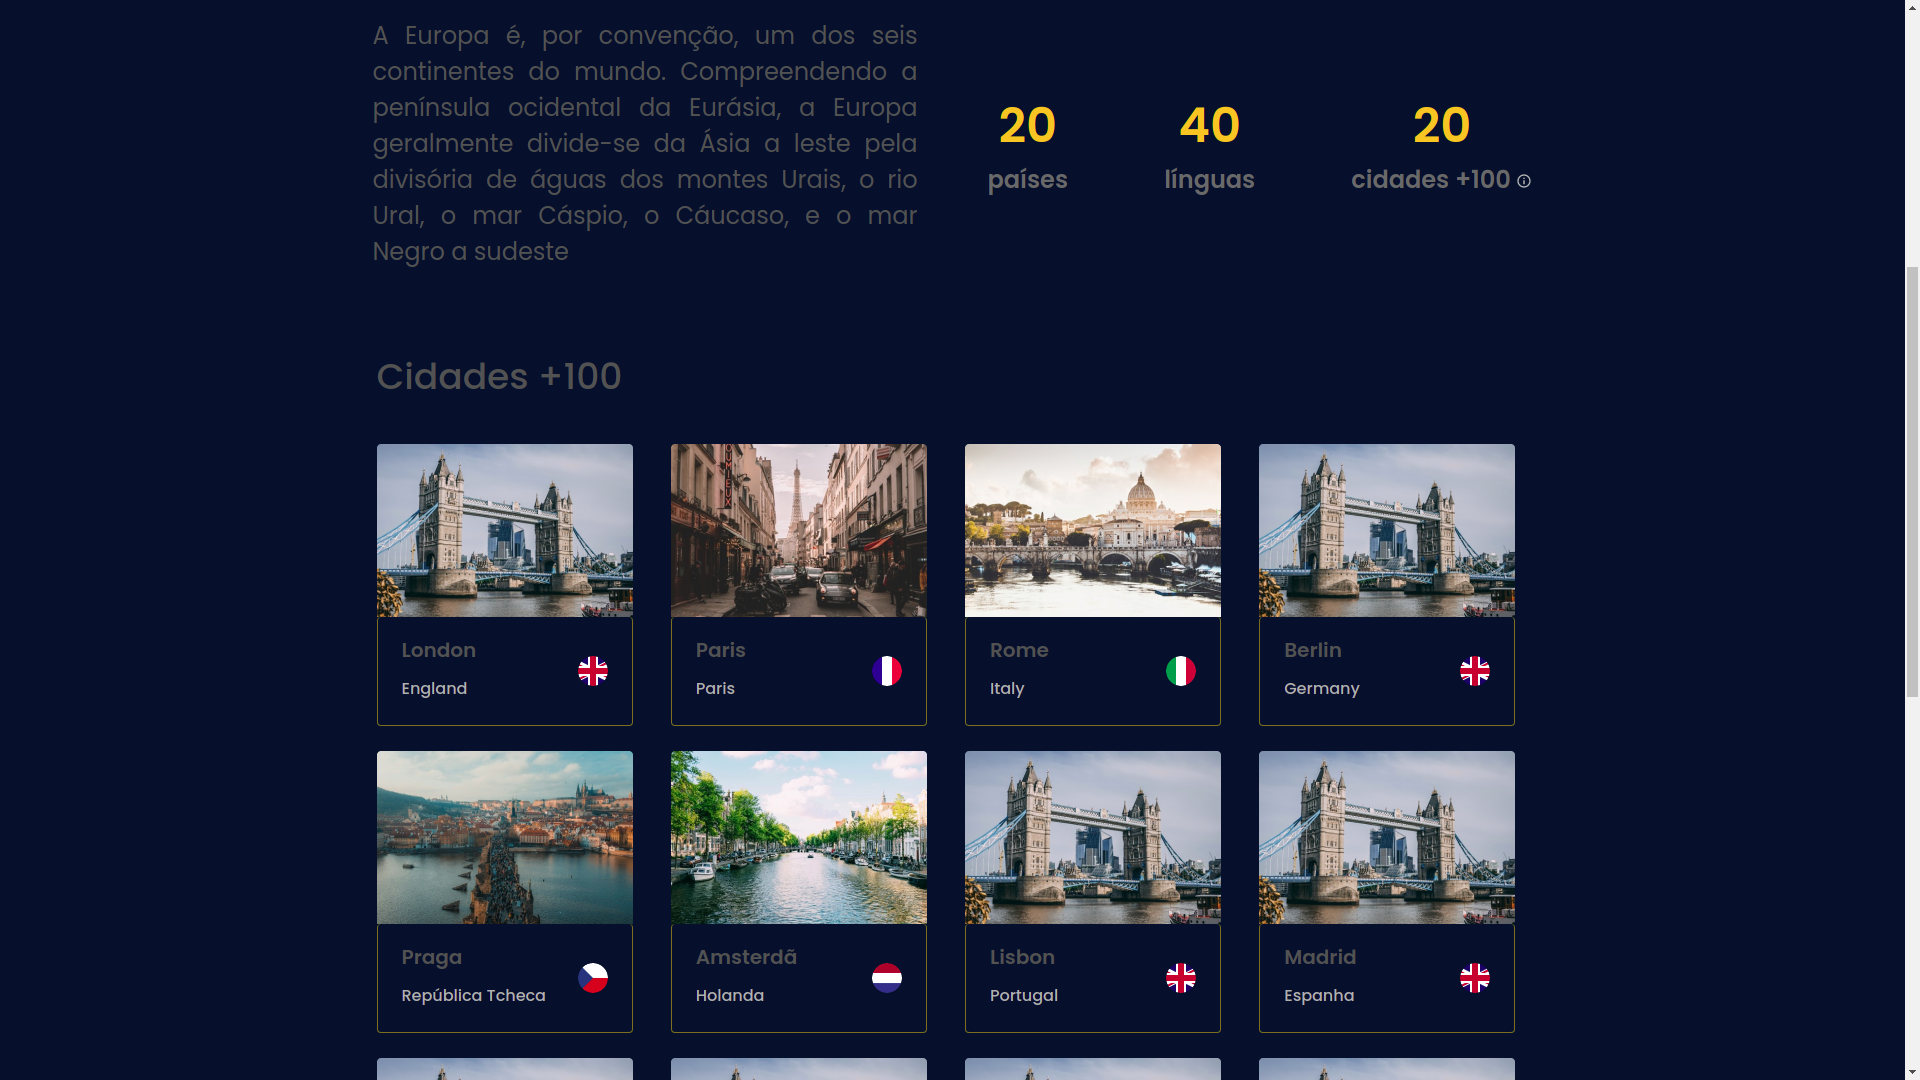 A Europa é, por convenção, um dos seis
continentes do mundo. Compreendendo a
península ocidental da Eurásia, a Europa
geralmente divide-se da Ásia a leste pela
divisória de águas dos montes Urais, o rio
Ural, o mar Cáspio, o Cáucaso, e o mar
Negro a sudeste
20
países
40
línguas
20
cidades +100
Cidades +100
London
England
Paris
Paris
Rome
Italy
Berlin
Germany
Praga
República Tcheca
Amsterdã
Holanda
Lisbon
Portugal
Madrid
Espanha